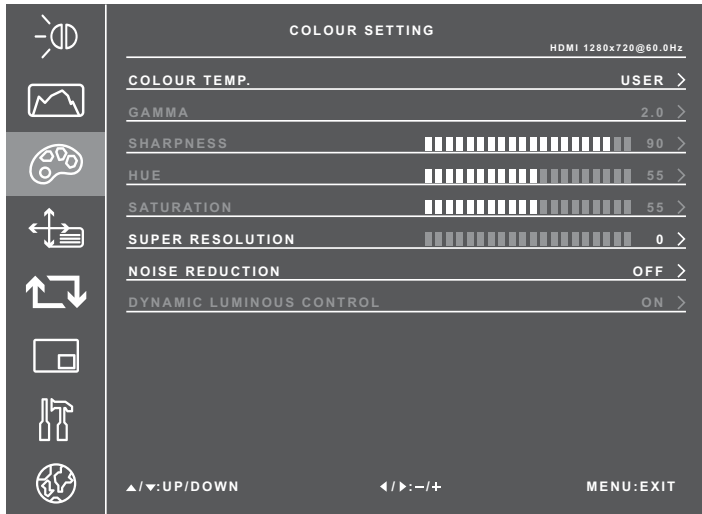 COLOUR SETTING
HDMI 1280x720@60.0Hz
COLOUR TEMP. USER >
GAMMA 2.0 >
SHARPNESS 90 >
HUE 55 >
SATURATION 55 >
SUPER RESOLUTION 0 >
NOISE REDUCTION OFF >
DYNAMIC LUMINOUS CONTROL ON >
▲/▼:UP/DOWN ◀/▶:−/+ MENU:EXIT